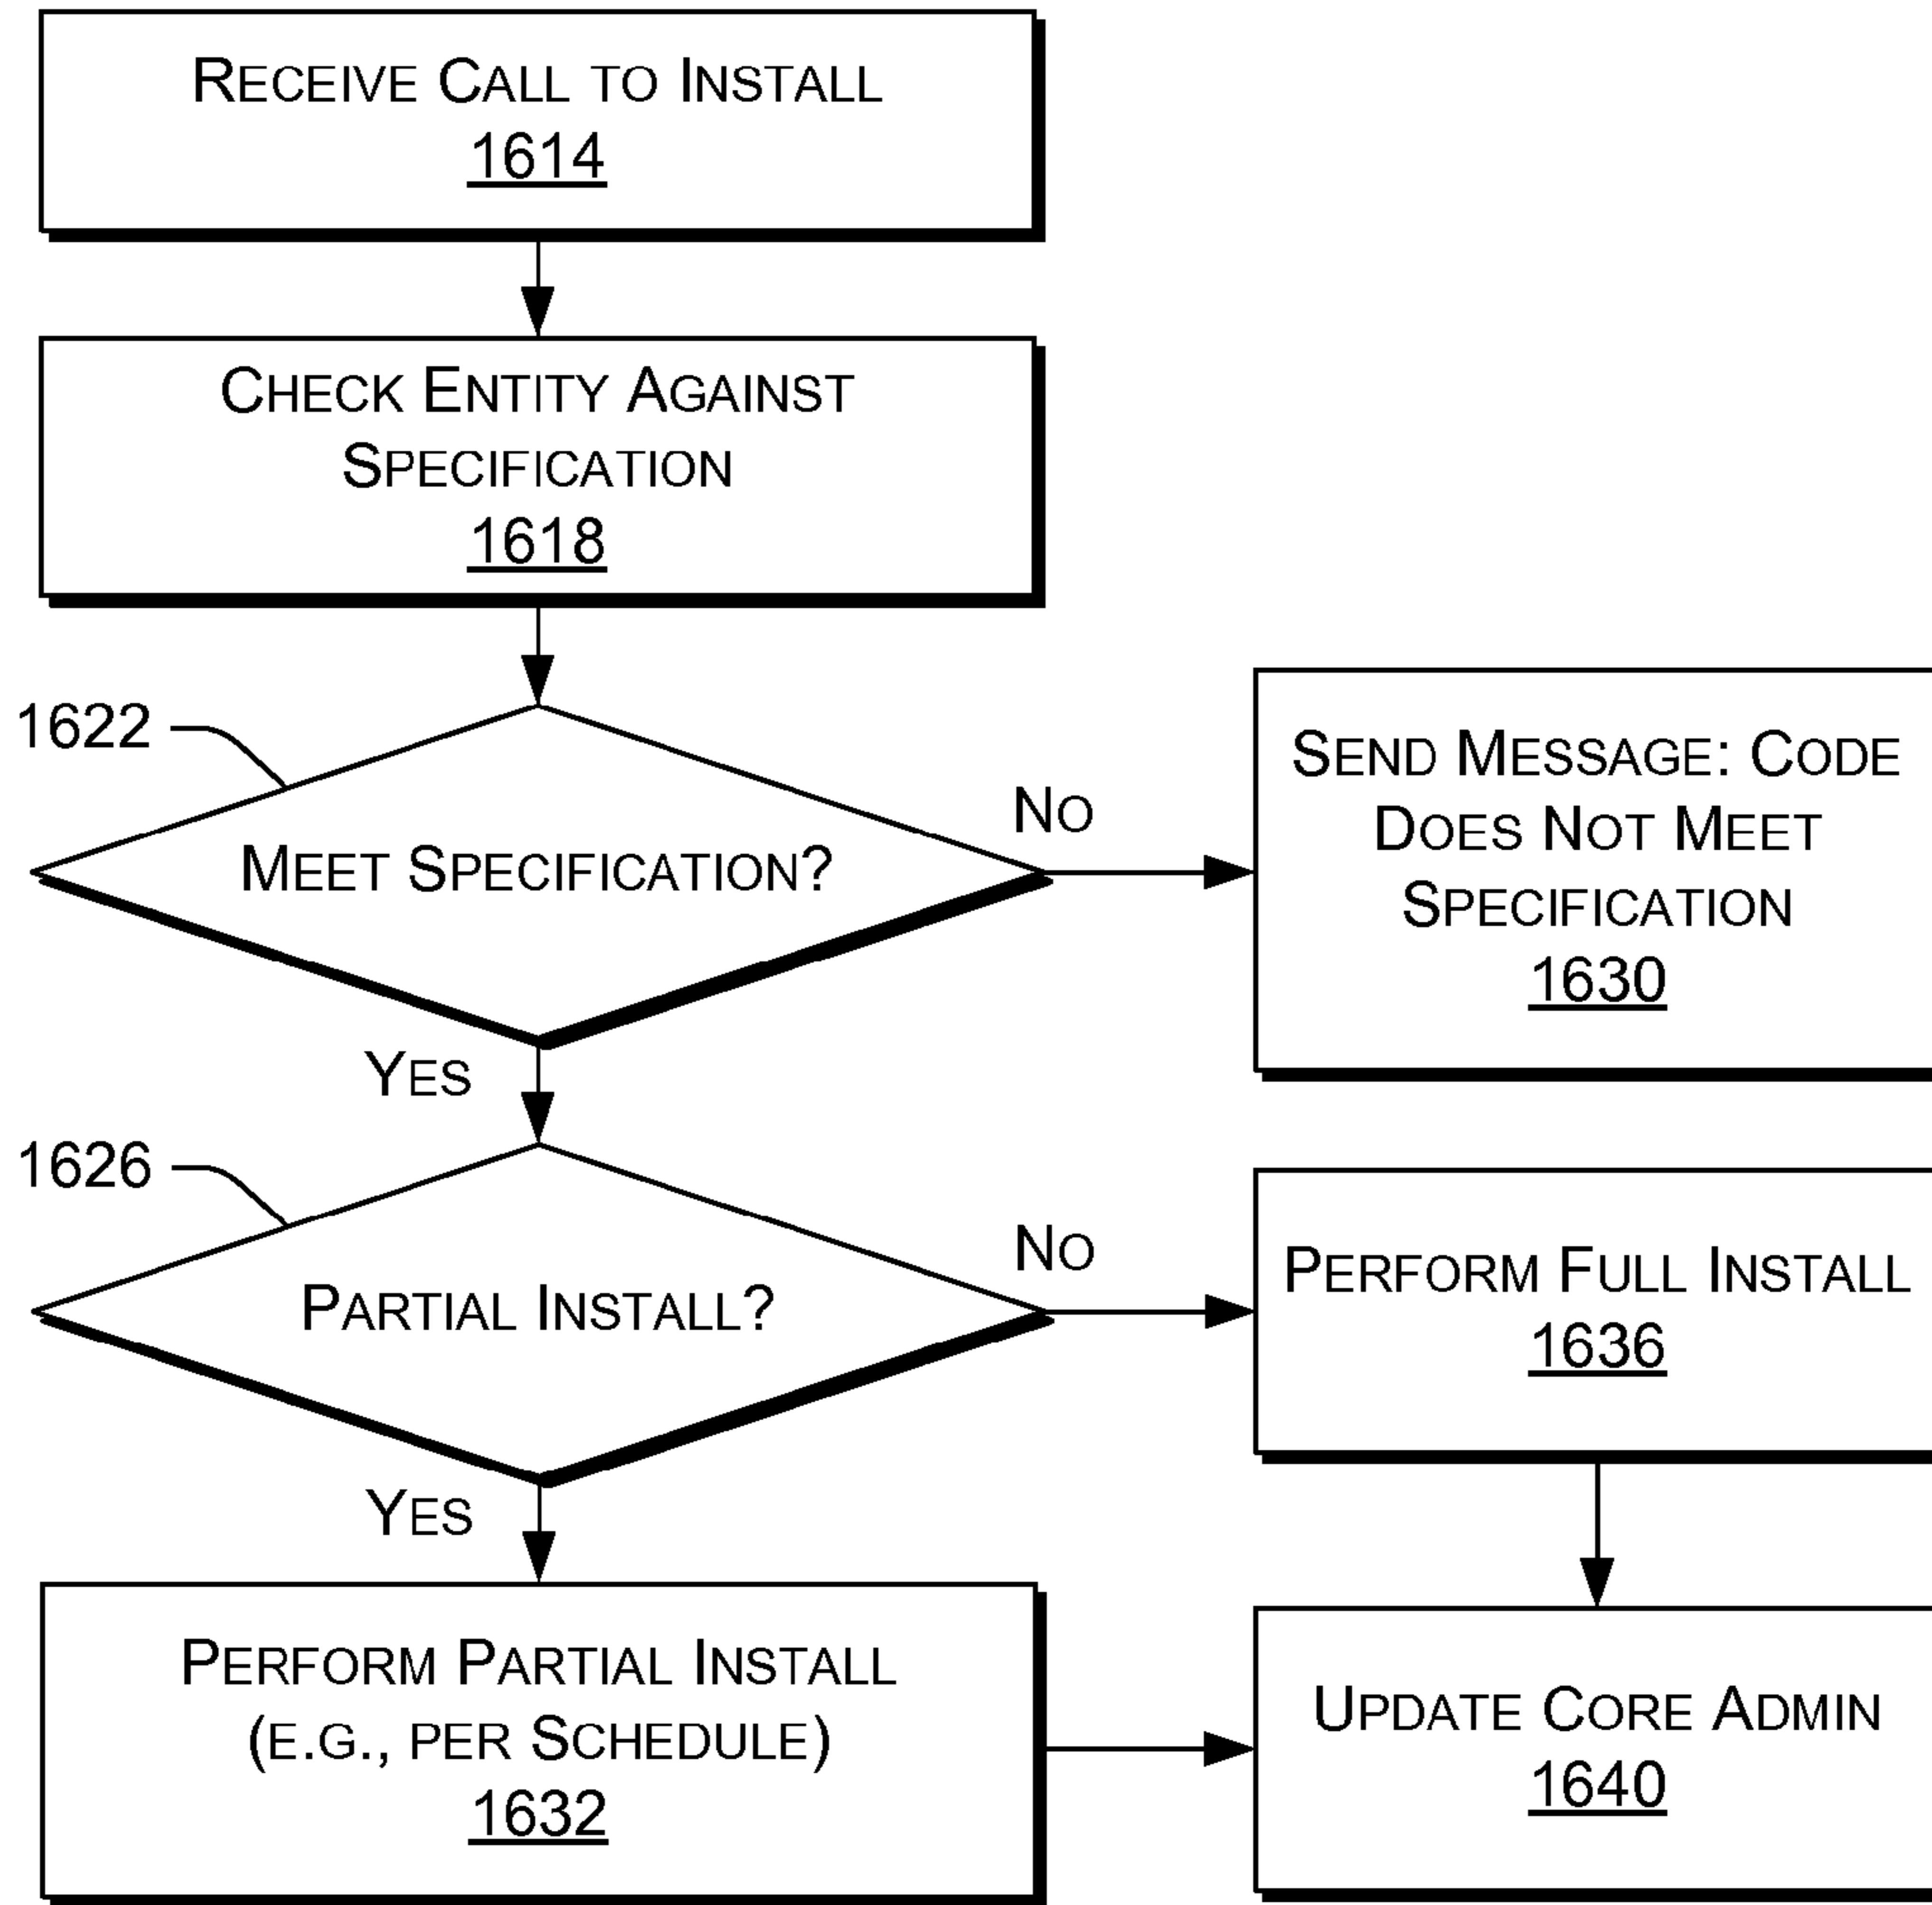 RECEIVE CALL TO INSTALL
1614
CHECK ENTITY AGAINST
SPECIFICATION
1618
1622
MEET SPECIFICATION?
NO
YES
SEND MESSAGE: CODE
DOES NOT MEET
SPECIFICATION
1630
1626
PARTIAL INSTALL?
NO
YES
PERFORM FULL INSTALL
1636
PERFORM PARTIAL INSTALL
(E.G., PER SCHEDULE)
1632
UPDATE CORE ADMIN
1640